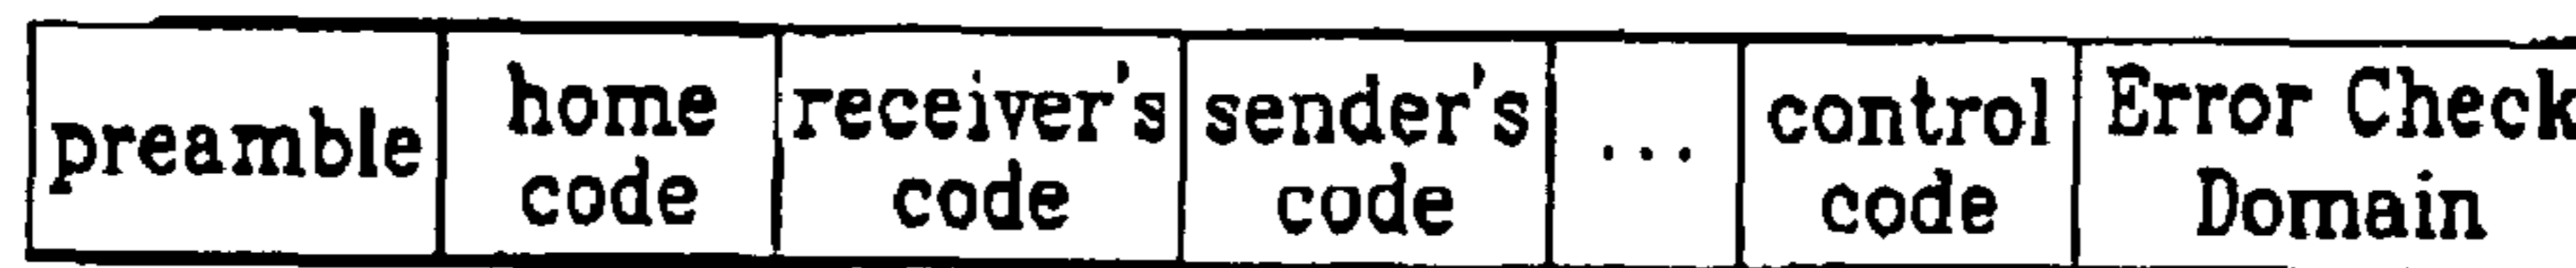 preamble
home
code
receiver's
code
sender's
code
...
control
code
Error Check
Domain